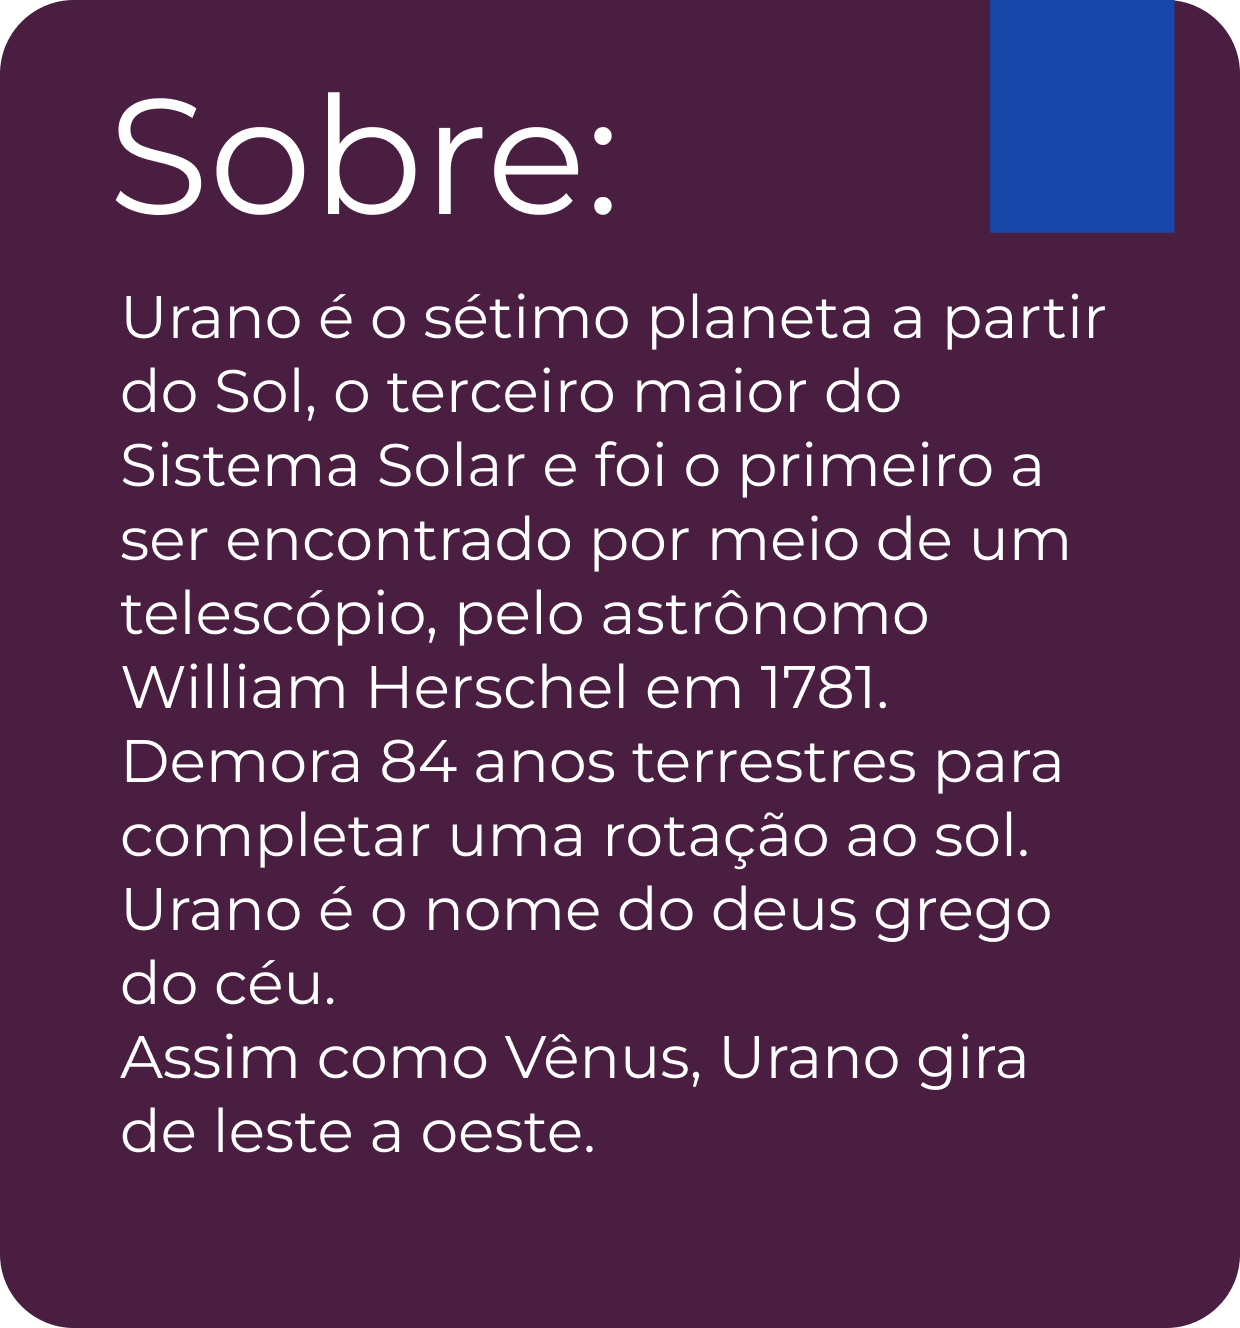 Sobre:
Urano é o sétimo planeta a partir
do Sol, o terceiro maior do
Sistema Solar e foi o primeiro a
ser encontrado por meio de um
telescópio, pelo astrônomo
William Herschel em 1781.
Demora 84 anos terrestres para
completar uma rotação ao sol.
Urano é o nome do deus grego
do céu.
Assim como Vênus, Urano gira
de leste a oeste.